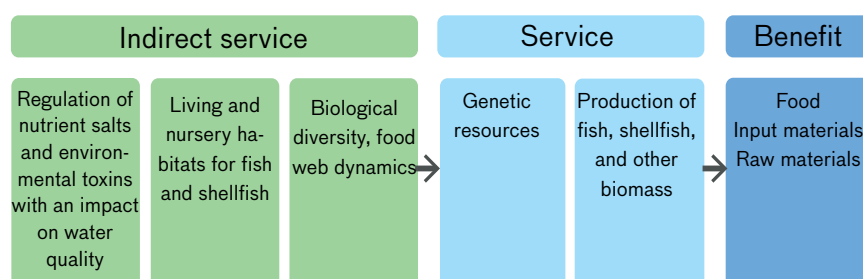 Indirect service
Service
Benefit
Regulation of
nutrient salts
and environ-
mental toxins
with an impact
on water
quality
Living and
nursery ha-
bitats for fish
and shellfish
Biological
diversity, food
web dynamics
Genetic
resources
Production of
fish, shellfish,
and other
biomass
Food
Input materials
Raw materials